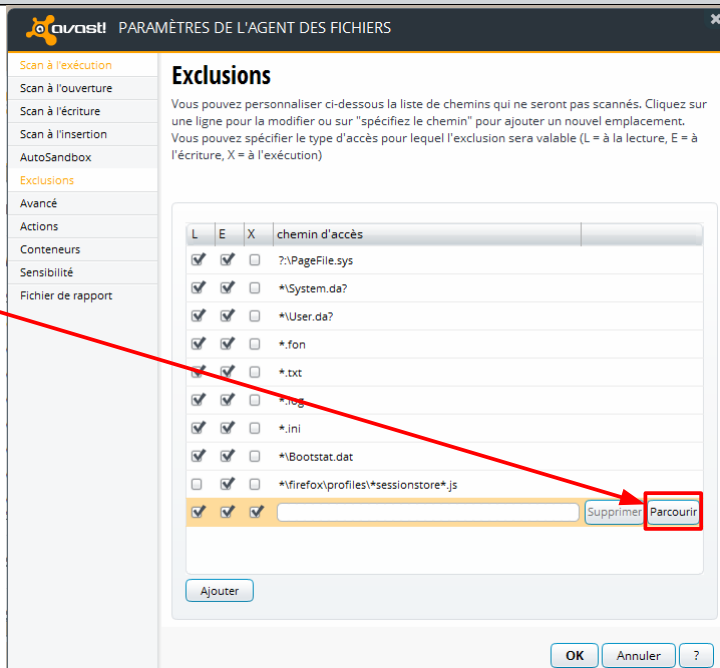 avast! PARAMÈTRES DE L'AGENT DES FICHIERS
Scan à l'exécution
Scan à l'ouverture
Scan à l'écriture
Scan à l'insertion
AutoSandbox
Exclusions
Avancé
Actions
Conteneurs
Sensibilité
Fichier de rapport
Exclusions
Vous pouvez personnaliser ci-dessous la liste de chemins qui ne seront pas scannés. Cliquez sur
une ligne pour la modifier ou sur "spécifiez le chemin" pour ajouter un nouvel emplacement.
Vous pouvez spécifier le type d'accès pour lequel l'exclusion sera valable (L = à la lecture, E = à
l'écriture, X = à l'exécution)
L E X chemin d'accès
?:\PageFile.sys
*\System.da?
*\User.da?
*.fon
*.txt
*.log
*.ini
*\Bootstat.dat
*\firefox\profiles\*sessionstore*.js
Supprimer Parcourir
Ajouter
OK Annuler ?